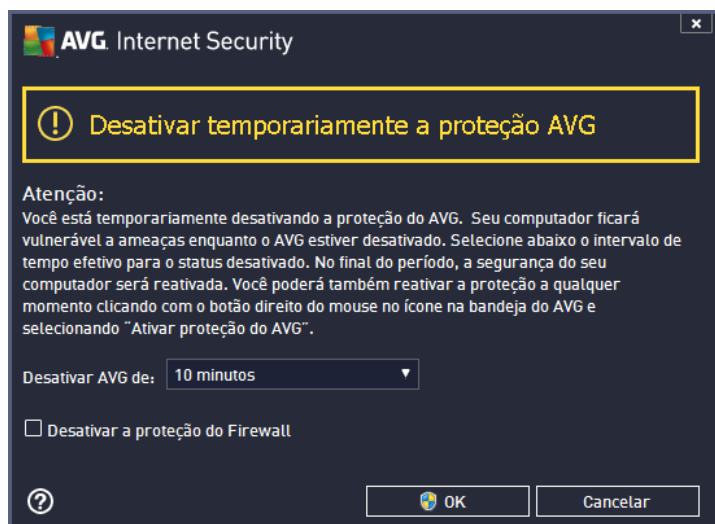 AVG. Internet Security
Desativar temporariamente a proteção AVG
Atenção:
Você está temporariamente desativando a proteção do AVG. Seu computador ficará
vulnerável a ameaças enquanto o AVG estiver desativado. Selecione abaixo o intervalo de
tempo efetivo para o status desativado. No final do período, a segurança do seu
computador será reativada. Você poderá também reativar a proteção a qualquer
momento clicando com o botão direito do mouse no ícone na bandeja do AVG e
selecionando "Ativar proteção do AVG".
Desativar AVG de: 10 minutos
Desativar a proteção do Firewall
OK Cancelar